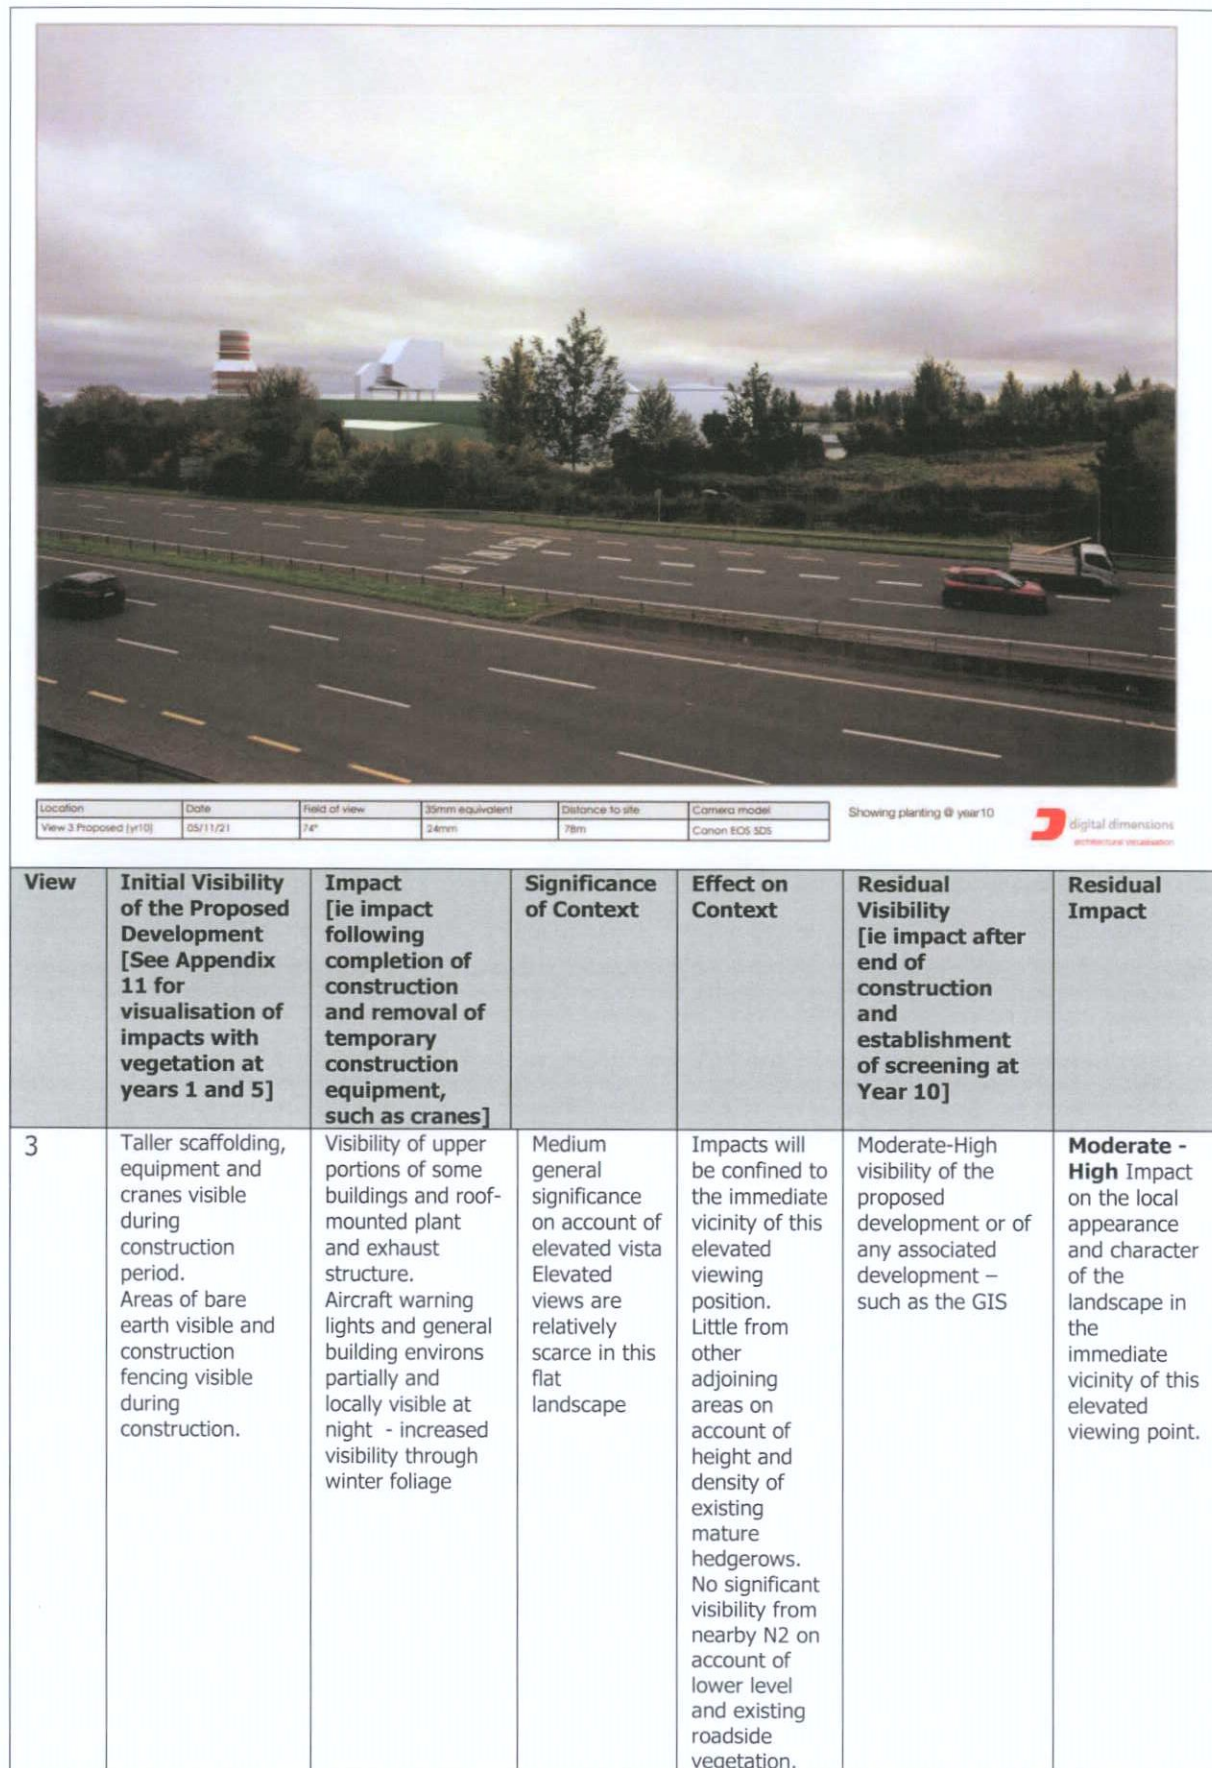 Location Date Field of view 35mm equivalent Distance to site Camera model
View 3 Proposed (yr10) 05/11/21 74° 24mm 78m Canon EOS 5DS
Showing planting @ year10
digital dimensions
architectural visualisation
View
Initial Visibility
of the Proposed
Development
[See Appendix
11 for
visualisation of
impacts with
vegetation at
years 1 and 5]
Impact
[ie impact
following
completion of
construction
and removal of
temporary
construction
equipment,
such as cranes]
Significance
of Context
Effect on
Context
Residual
Visibility
[ie impact after
end of
construction
and
establishment
of screening at
Year 10]
Residual
Impact
3
Taller scaffolding,
equipment and
cranes visible
during
construction
period.
Areas of bare
earth visible and
construction
fencing visible
during
construction.
Visibility of upper
portions of some
buildings and roof-
mounted plant
and exhaust
structure.
Aircraft warning
lights and general
building environs
partially and
locally visible at
night - increased
visibility through
winter foliage
Medium
general
significance
on account of
elevated vista
Elevated
views are
relatively
scarce in this
flat
landscape
Impacts will
be confined to
the immediate
vicinity of this
elevated
viewing
position.
Little from
other
adjoining
areas on
account of
height and
density of
existing
mature
hedgerows.
No significant
visibility from
nearby N2 on
account of
lower level
and existing
roadside
vegetation.
Moderate-High
visibility of the
proposed
development or of
any associated
development –
such as the GIS
Moderate -
High Impact
on the local
appearance
and character
of the
landscape in
the
immediate
vicinity of this
elevated
viewing point.